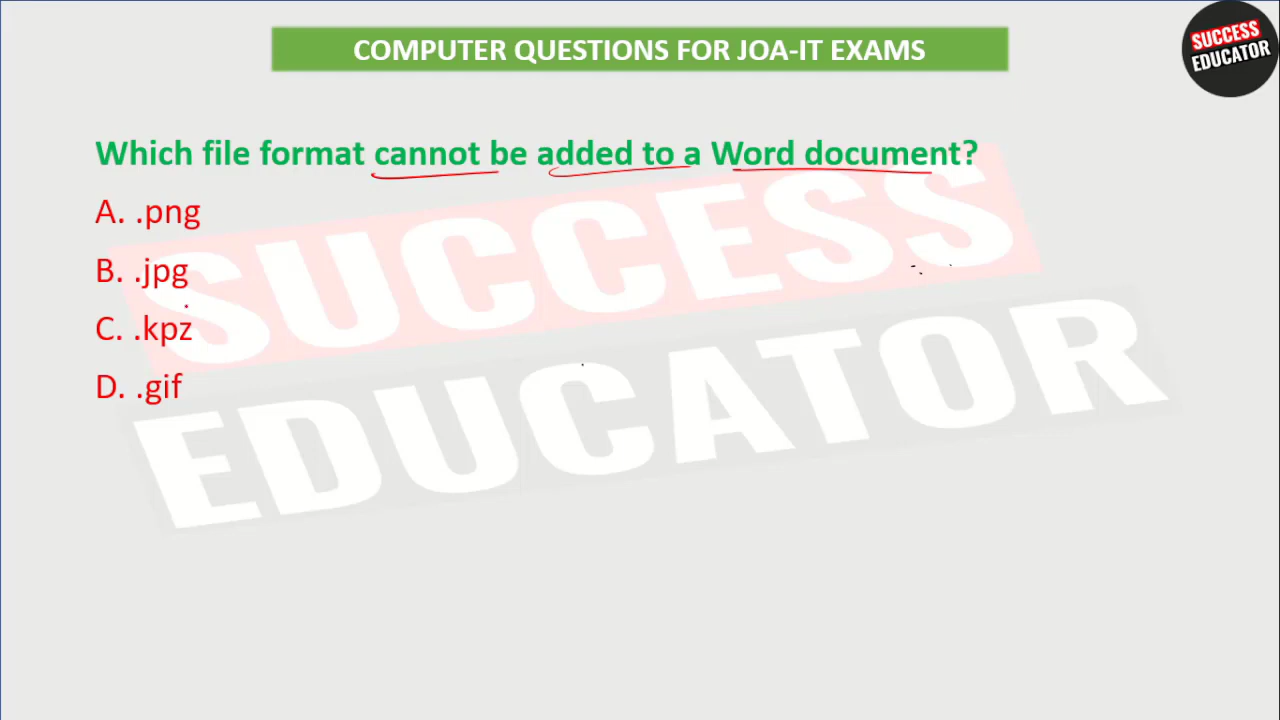 COMPUTER QUESTIONS FOR JOA-IT EXAMS
SUCCESS
EDUCATOR
Which file format cannot be added to a Word document?
A. .png
B. .jpg
C. .kpz
D. .gif
SUCCESS
EDUCATOR